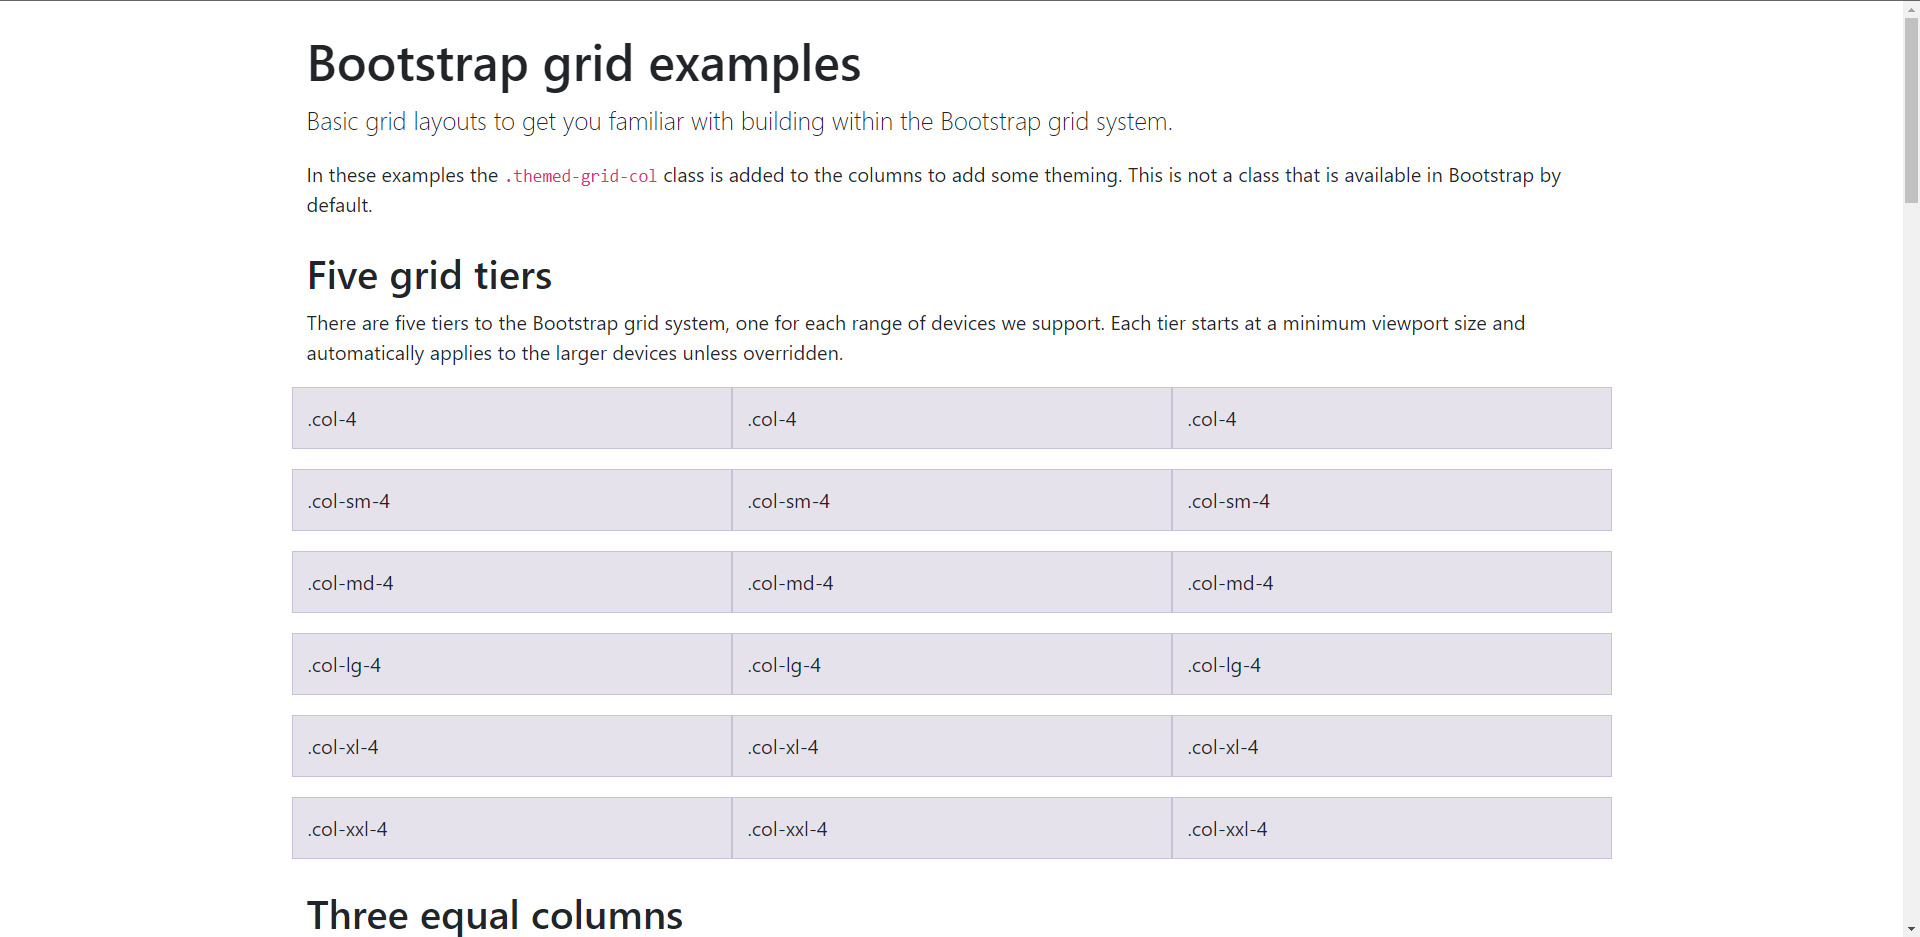 Bootstrap grid examples
Basic grid layouts to get you familiar with building within the Bootstrap grid system.
In these examples the .themed-grid-col class is added to the columns to add some theming. This is not a class that is available in Bootstrap by
default.
Five grid tiers
There are five tiers to the Bootstrap grid system, one for each range of devices we support. Each tier starts at a minimum viewport size and
automatically applies to the larger devices unless overridden.
.col-4 .col-4 .col-4
.col-sm-4 .col-sm-4 .col-sm-4
.col-md-4 .col-md-4 .col-md-4
.col-lg-4 .col-lg-4 .col-lg-4
.col-xl-4 .col-xl-4 .col-xl-4
.col-xxl-4 .col-xxl-4 .col-xxl-4
Three equal columns